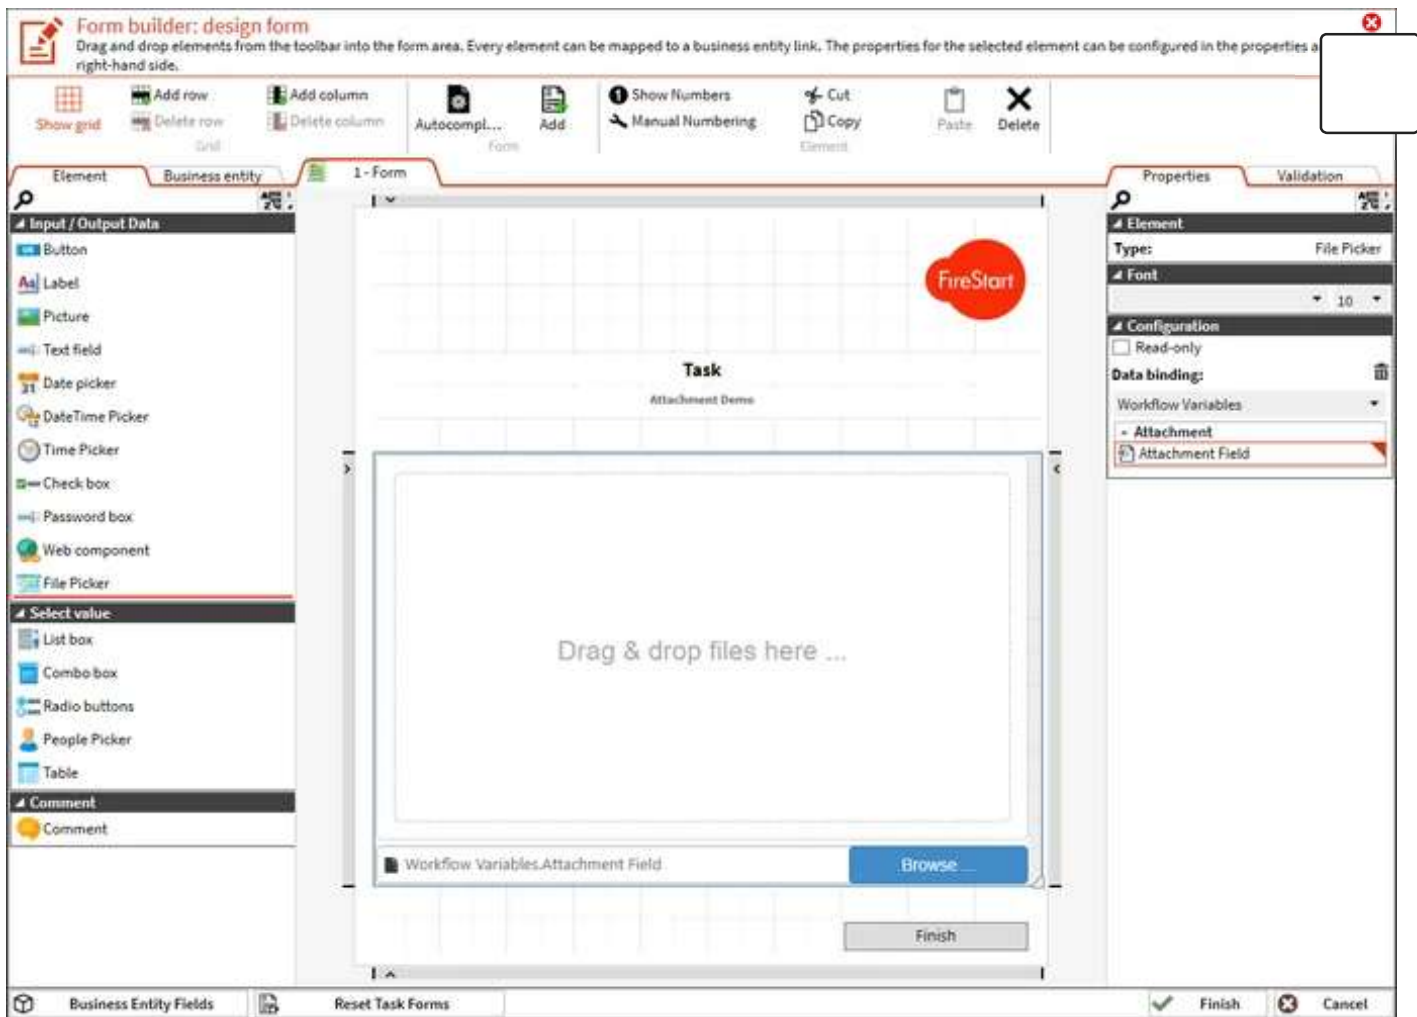 Form builder: design form
Drag and drop elements from the toolbar into the form area. Every element can be mapped to a business entity link. The properties for the selected element can be configured in the properties a
right-hand side.
Add row
Add column
Show Numbers
Cut
Show grid
Delete row
Delete column
Autocompl...
Add
Manual Numbering
Copy
Paste
Delete
Grid
Form
Element
Element
Business entity
1 - Form
Properties
Validation
Input / Output Data
Button
Label
Picture
Text field
Date picker
DateTime Picker
Time Picker
Check box
Password box
Web component
File Picker
Select value
List box
Combo box
Radio buttons
People Picker
Table
Comment
Comment
FireStart
Task
Attachment Demo
Drag & drop files here ...
Workflow Variables.Attachment Field
Browse ...
Finish
Element
Type: File Picker
Font
10
Configuration
Read-only
Data binding:
Workflow Variables
- Attachment
Attachment Field
Business Entity Fields
Reset Task Forms
Finish
Cancel